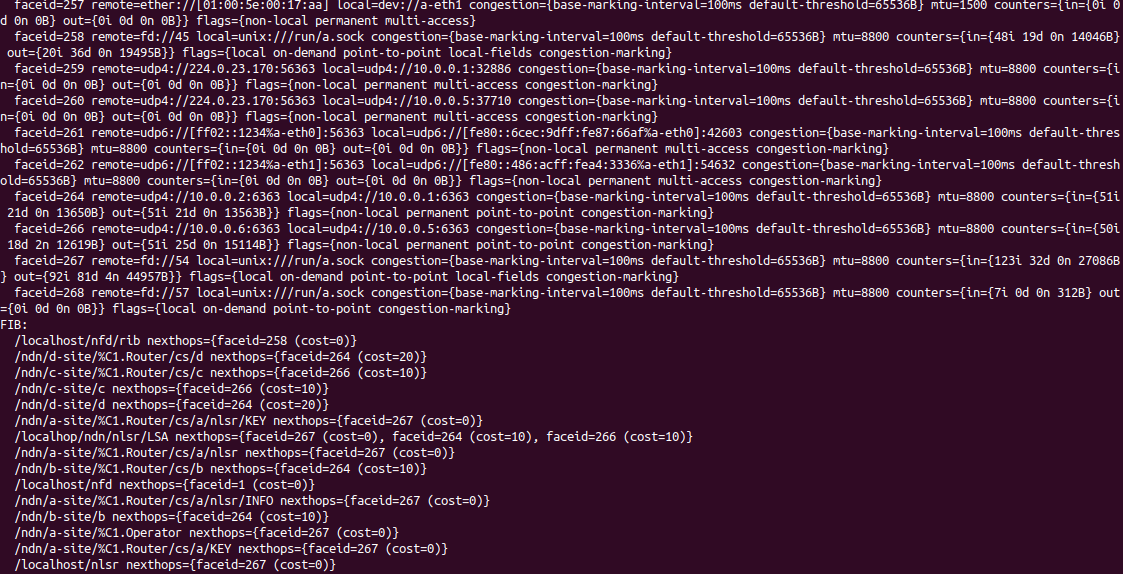 faceid=257 remote=ether://[01:00:5e:00:17:aa] local=dev://a-eth1 congestion={base-marking-interval=100ms default-threshold=65536B} mtu=1500 counters={in={0i 0
d 0n 0B} out={0i 0d 0n 0B}} flags={non-local permanent multi-access}
faceid=258 remote=fd://45 local=unix:///run/a.sock congestion={base-marking-interval=100ms default-threshold=65536B} mtu=8800 counters={in={48i 19d 0n 14046B}
out={20i 36d 0n 19495B}} flags={local on-demand point-to-point local-fields congestion-marking}
faceid=259 remote=udp4://224.0.23.170:56363 local=udp4://10.0.0.1:32886 congestion={base-marking-interval=100ms default-threshold=65536B} mtu=8800 counters={i
n={0i 0d 0n 0B} out={0i 0d 0n 0B}} flags={non-local permanent multi-access congestion-marking}
faceid=260 remote=udp4://224.0.23.170:56363 local=udp4://10.0.0.5:37710 congestion={base-marking-interval=100ms default-threshold=65536B} mtu=8800 counters={i
n={0i 0d 0n 0B} out={0i 0d 0n 0B}} flags={non-local permanent multi-access congestion-marking}
faceid=261 remote=udp6://[ff02::1234%a-eth0]:56363 local=udp6://[fe80::6cec:9dff:fe87:66af%a-eth0]:42603 congestion={base-marking-interval=100ms default-thres
hold=65536B} mtu=8800 counters={in={0i 0d 0n 0B} out={0i 0d 0n 0B}} flags={non-local permanent multi-access congestion-marking}
faceid=262 remote=udp6://[ff02::1234%a-eth1]:56363 local=udp6://[fe80::486:acff:fea4:3336%a-eth1]:54632 congestion={base-marking-interval=100ms default-thresh
old=65536B} mtu=8800 counters={in={0i 0d 0n 0B} out={0i 0d 0n 0B}} flags={non-local permanent multi-access congestion-marking}
faceid=264 remote=udp4://10.0.0.2:6363 local=udp4://10.0.0.1:6363 congestion={base-marking-interval=100ms default-threshold=65536B} mtu=8800 counters={in={51i
21d 0n 13650B} out={51i 21d 0n 13563B}} flags={non-local permanent point-to-point congestion-marking}
faceid=266 remote=udp4://10.0.0.6:6363 local=udp4://10.0.0.5:6363 congestion={base-marking-interval=100ms default-threshold=65536B} mtu=8800 counters={in={50i
18d 2n 12619B} out={51i 25d 0n 15114B}} flags={non-local permanent point-to-point congestion-marking}
faceid=267 remote=fd://54 local=unix:///run/a.sock congestion={base-marking-interval=100ms default-threshold=65536B} mtu=8800 counters={in={123i 32d 0n 27086B
} out={92i 81d 4n 44957B}} flags={local on-demand point-to-point local-fields congestion-marking}
faceid=268 remote=fd://57 local=unix:///run/a.sock congestion={base-marking-interval=100ms default-threshold=65536B} mtu=8800 counters={in={7i 0d 0n 312B} out
={0i 0d 0n 0B}} flags={local on-demand point-to-point congestion-marking}
FIB:
/localhost/nfd/rib nexthops={faceid=258 (cost=0)}
/ndn/d-site/%C1.Router/cs/d nexthops={faceid=264 (cost=20)}
/ndn/c-site/%C1.Router/cs/c nexthops={faceid=266 (cost=10)}
/ndn/c-site/c nexthops={faceid=266 (cost=10)}
/ndn/d-site/d nexthops={faceid=264 (cost=20)}
/ndn/a-site/%C1.Router/cs/a/nlsr/KEY nexthops={faceid=267 (cost=0)}
/localhop/ndn/nlsr/LSA nexthops={faceid=267 (cost=0), faceid=264 (cost=10), faceid=266 (cost=10)}
/ndn/a-site/%C1.Router/cs/a/nlsr nexthops={faceid=267 (cost=0)}
/ndn/b-site/%C1.Router/cs/b nexthops={faceid=264 (cost=10)}
/localhost/nfd nexthops={faceid=1 (cost=0)}
/ndn/a-site/%C1.Router/cs/a/nlsr/INFO nexthops={faceid=267 (cost=0)}
/ndn/b-site/b nexthops={faceid=264 (cost=10)}
/ndn/a-site/%C1.Operator nexthops={faceid=267 (cost=0)}
/ndn/a-site/%C1.Router/cs/a/KEY nexthops={faceid=267 (cost=0)}
/localhost/nlsr nexthops={faceid=267 (cost=0)}